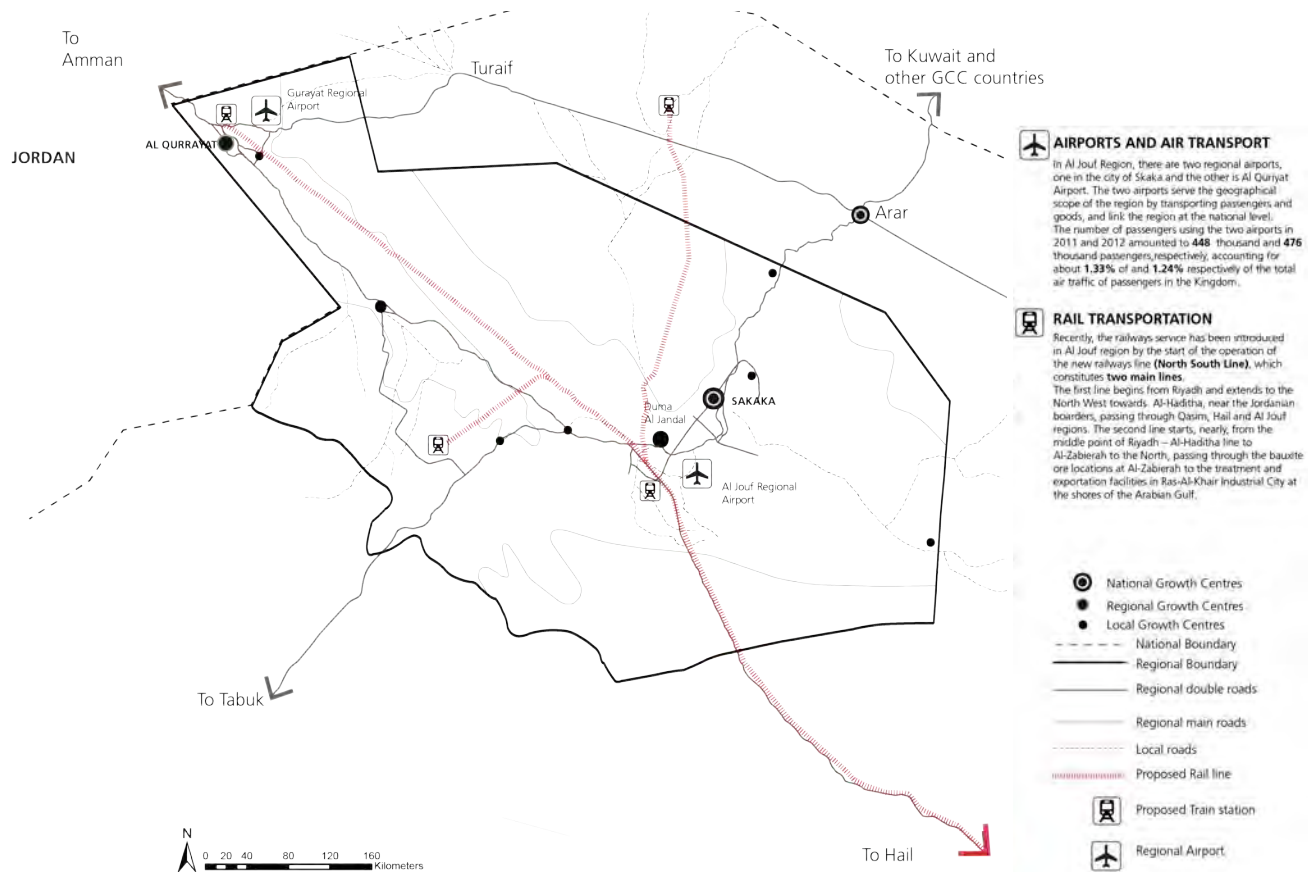 To
Amman
Turaif
To Kuwait and
other GCC countries
Gurayat Regional
Airport
AL QURRAYAT
JORDAN
Arar
SAKAKA
Duma
Al Jandal
Al Jouf Regional
Airport
To Tabuk
To Hail
N
0 20 40 80 120 160
Kilometers
AIRPORTS AND AIR TRANSPORT
In Al Jouf Region, there are two regional airports,
one in the city of Skaka and the other is Al Quriyat
Airport. The two airports serve the geographical
scope of the region by transporting passengers and
goods, and link the region at the national level.
The number of passengers using the two airports in
2011 and 2012 amounted to 448 thousand and 476
thousand passengers,respectively, accounting for
about 1.33% of and 1.24% respectively of the total
air traffic of passengers in the Kingdom.
RAIL TRANSPORTATION
Recently, the railways service has been introduced
in Al Jouf region by the start of the operation of
the new railways line (North South Line), which
constitutes two main lines.
The first line begins from Riyadh and extends to the
North West towards Al-Haditha, near the Jordanian
boarders, passing through Qasim, Hail and Al Jouf
regions. The second line starts, nearly, from the
middle point of Riyadh – Al-Haditha line to
Al-Zabierah to the North, passing through the bauxite
ore locations at Al-Zabierah to the treatment and
exportation facilities in Ras-Al-Khair Industrial City at
the shores of the Arabian Gulf.
National Growth Centres
Regional Growth Centres
Local Growth Centres
National Boundary
Regional Boundary
Regional double roads
Regional main roads
Local roads
Proposed Rail line
Proposed Train station
Regional Airport